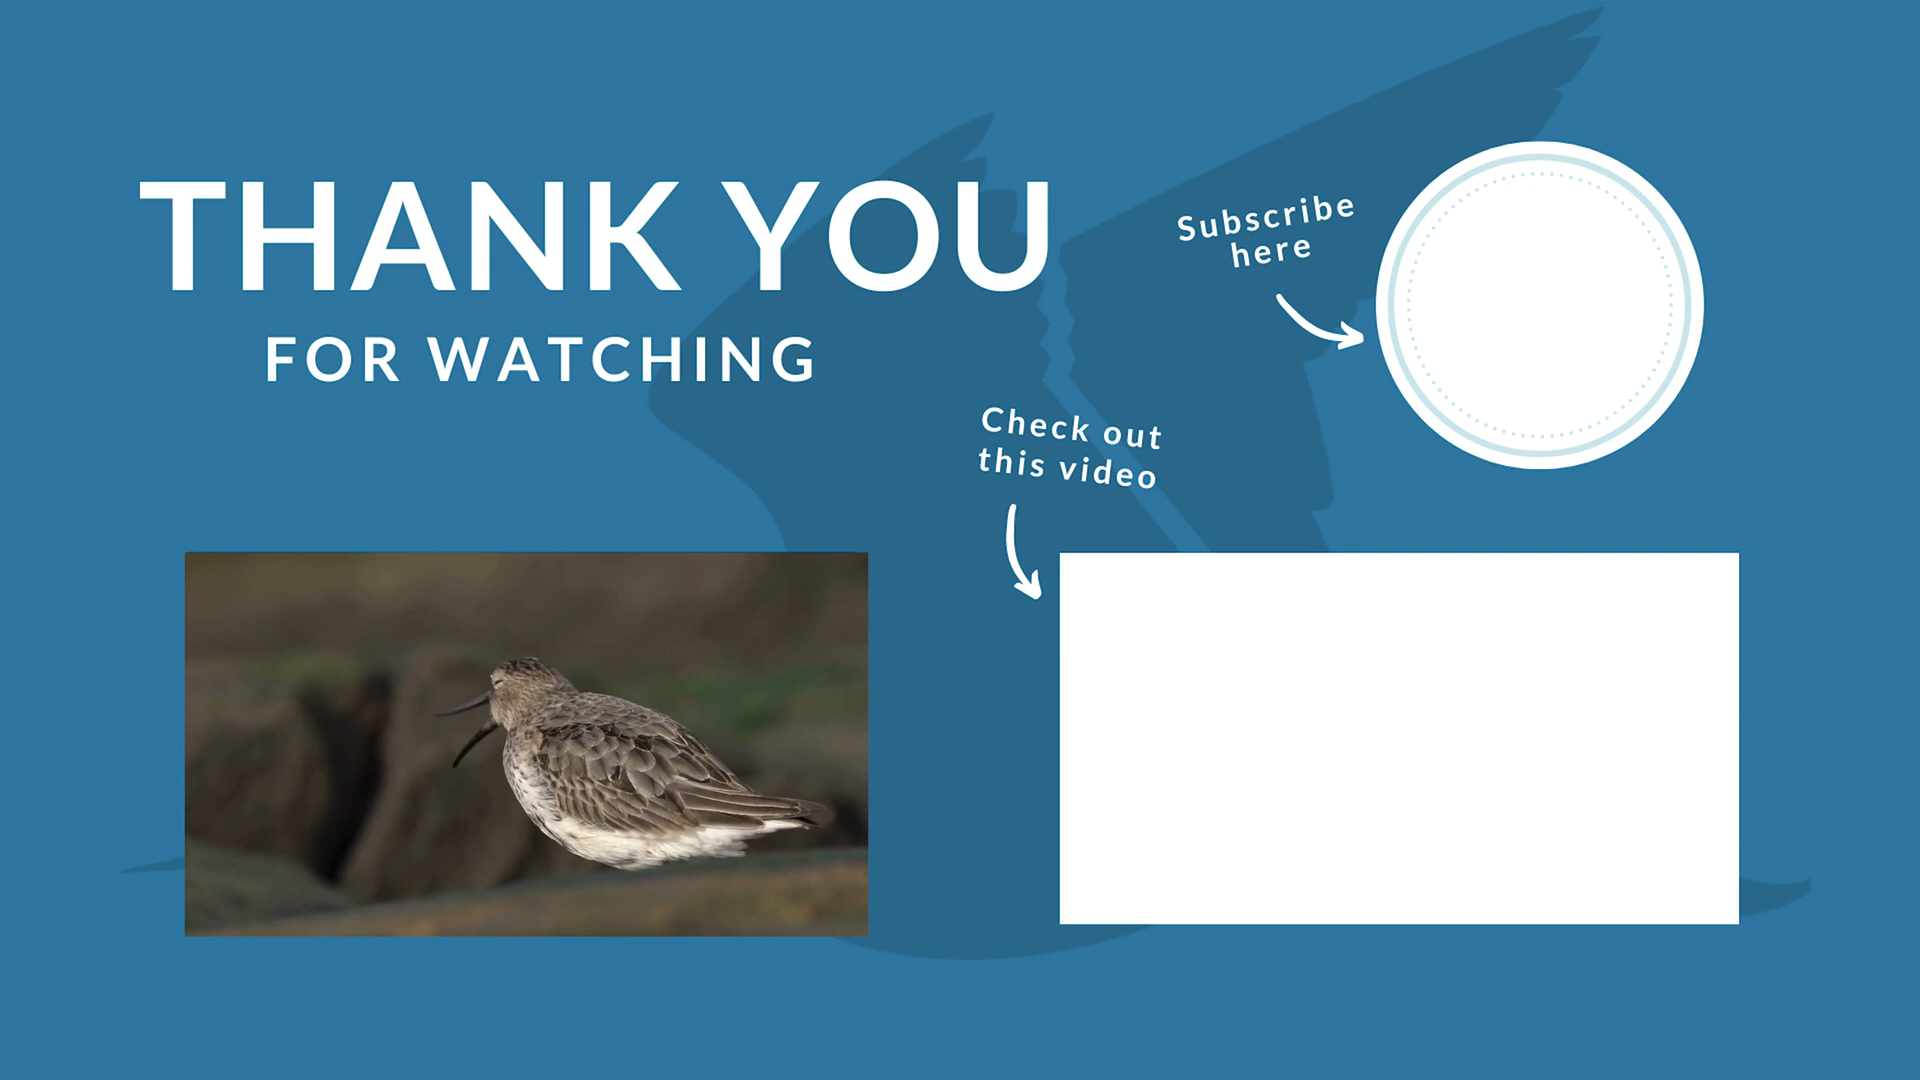 THANK YOU
FOR WATCHING
Subscribe
here
Check out
this video